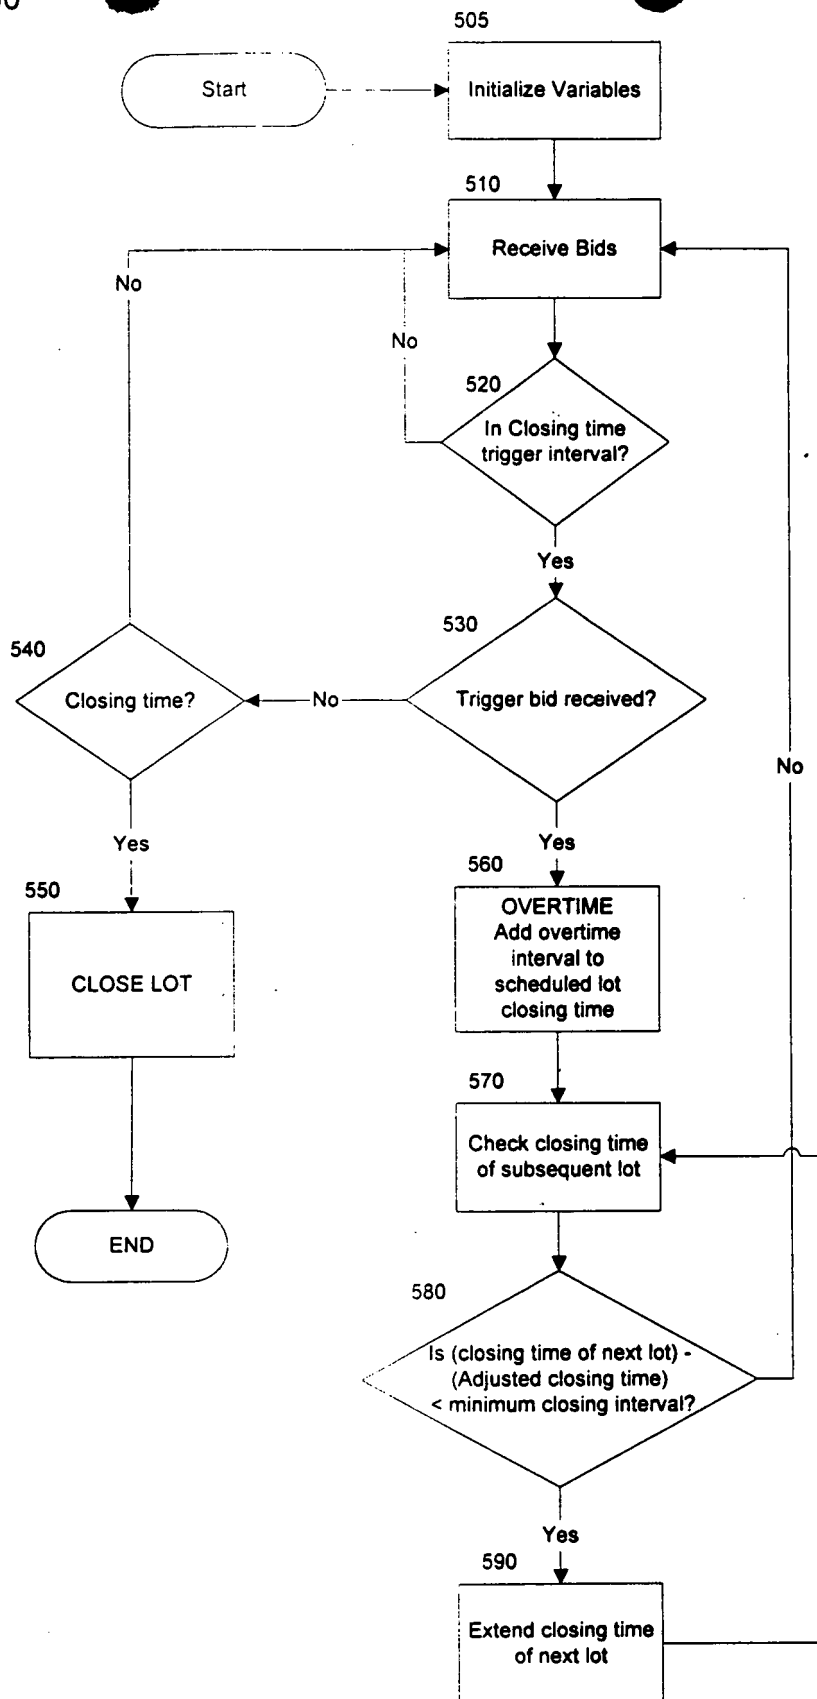 505
Start
Initialize Variables
510
Receive Bids
No
No
520
In Closing time
trigger interval?
Yes
530
540
Closing time?
No
Trigger bid received?
No
Yes
Yes
560
550
OVERTIME
Add overtime
interval to
scheduled lot
closing time
CLOSE LOT
570
Check closing time
of subsequent lot
END
580
Is (closing time of next lot) -
(Adjusted closing time)
< minimum closing interval?
Yes
590
Extend closing time
of next lot